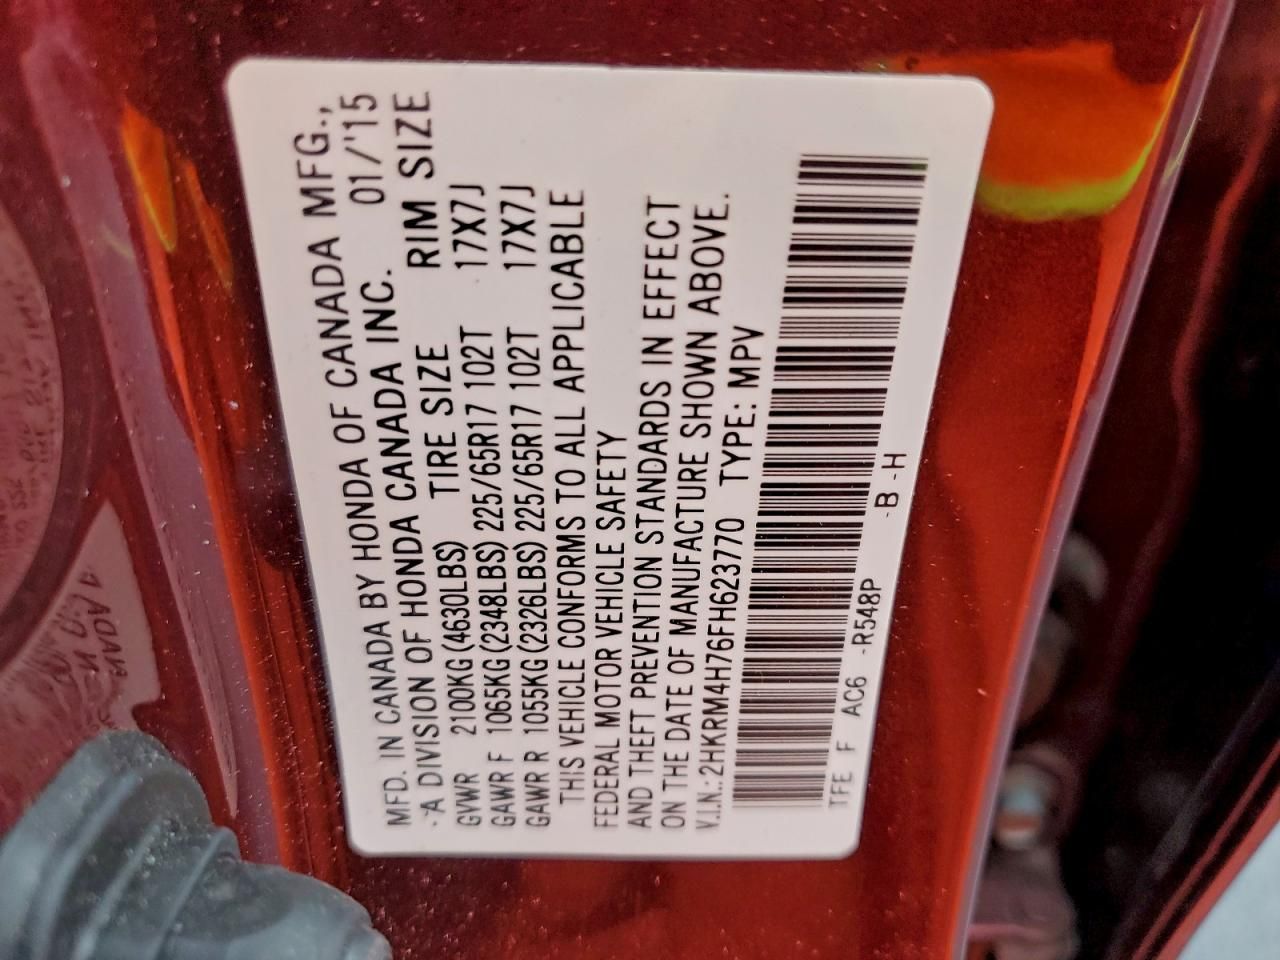 MFD. IN CANADA BY HONDA OF CANADA MFG.,
·A DIVISION OF HONDA CANADA INC. 01/'15
TIRE SIZE RIM SIZE
GVWR 2100KG(4630LBS)
GAWR F 1065KG(2348LBS) 225/65R17 102T 17X7J
GAWR R 1055KG(2326LBS) 225/65R17 102T 17X7J
THIS VEHICLE CONFORMS TO ALL APPLICABLE
FEDERAL MOTOR VEHICLE SAFETY
AND THEFT PREVENTION STANDARDS IN EFFECT
ON THE DATE OF MANUFACTURE SHOWN ABOVE.
V.I.N.:2HKRM4H76FH623770 TYPE: MPV
TFE F AC6 -R548P -B -H